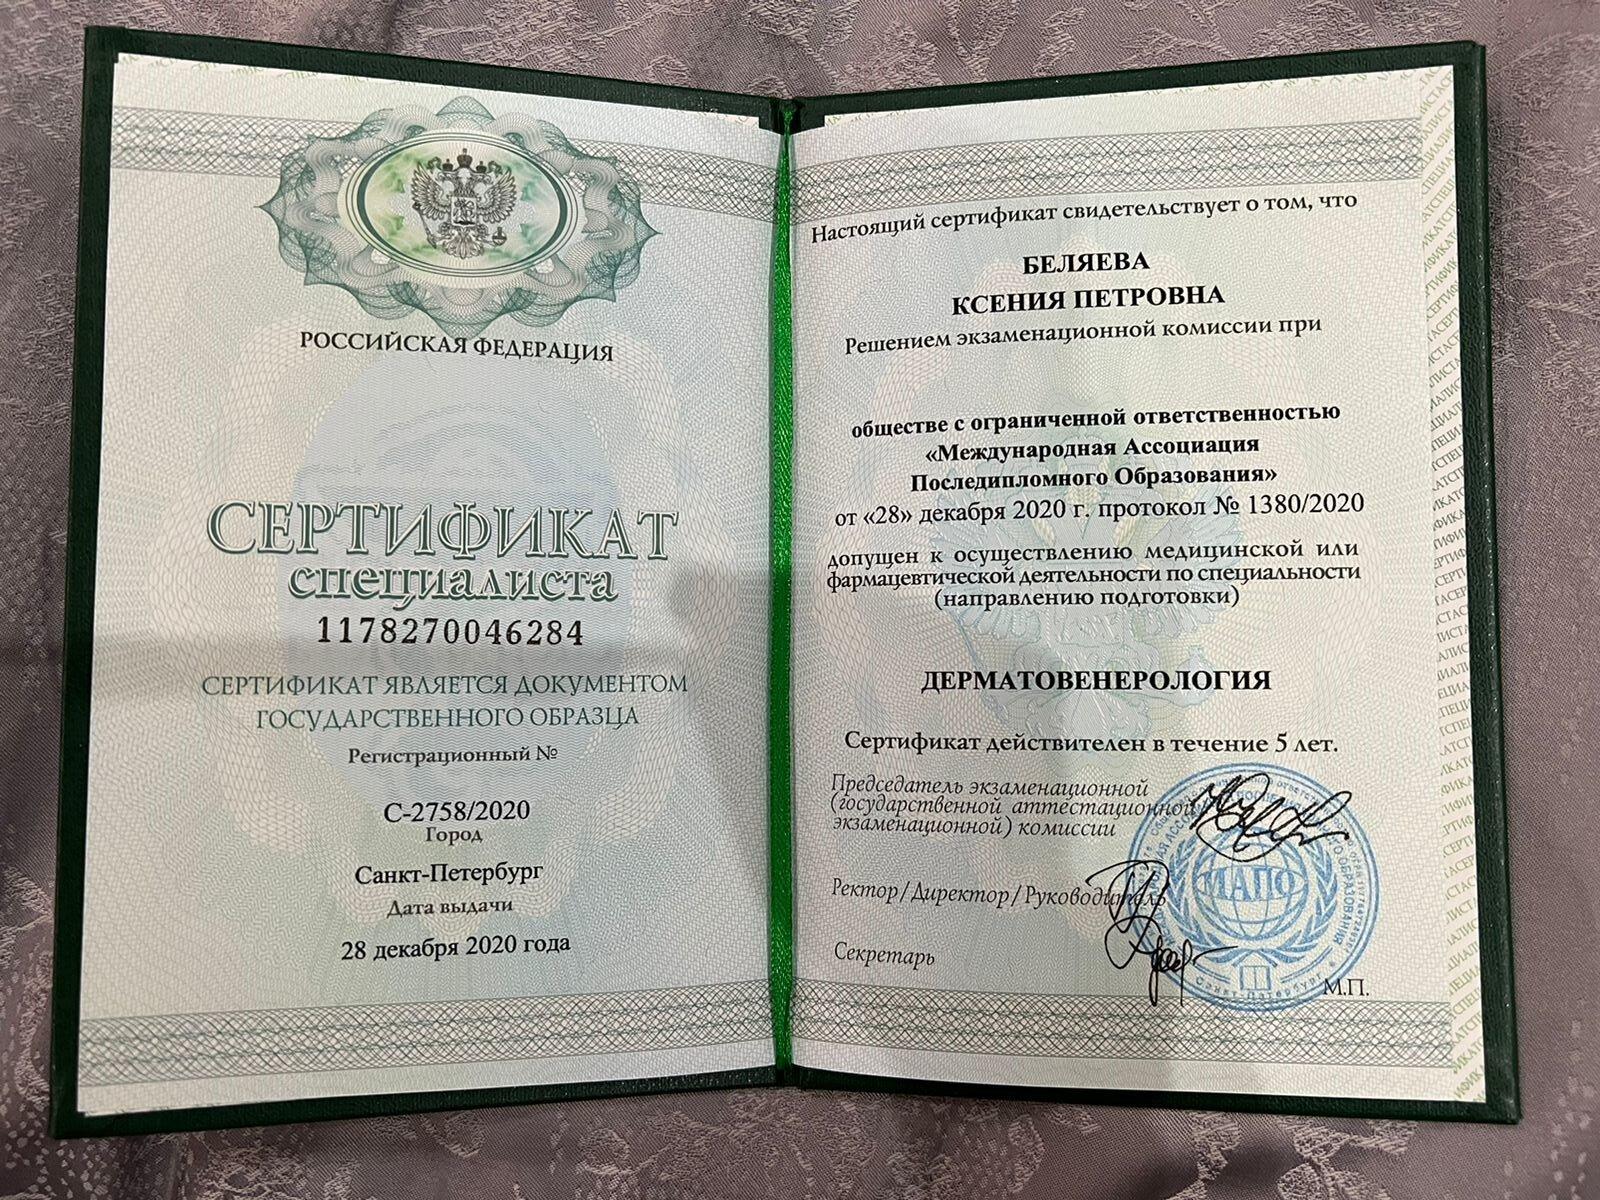 РОССИЙСКАЯ ФЕДЕРАЦИЯ
СЕРТИФИКАТ
специалиста
1178270046284
СЕРТИФИКАТ ЯВЛЯЕТСЯ ДОКУМЕНТОМ
ГОСУДАРСТВЕННОГО ОБРАЗЦА
Регистрационный №
С-2758/2020
Город
Санкт-Петербург
Дата выдачи
28 декабря 2020 года
Настоящий сертификат свидетельствует о том, что
БЕЛЯЕВА
КСЕНИЯ ПЕТРОВНА
Решением экзаменационной комиссии при
обществе с ограниченной ответственностью
«Международная Ассоциация
Последипломного Образования»
от «28» декабря 2020 г. протокол № 1380/2020
допущен к осуществлению медицинской или
фармацевтической деятельности по специальности
(направлению подготовки)
ДЕРМАТОВЕНЕРОЛОГИЯ
Сертификат действителен в течение 5 лет.
Председатель экзаменационной
(государственной аттестационной
экзаменационной) комиссии
Ректор/Директор/Руководитель
Секретарь
М.П.
МАПО
Санкт-Петербург